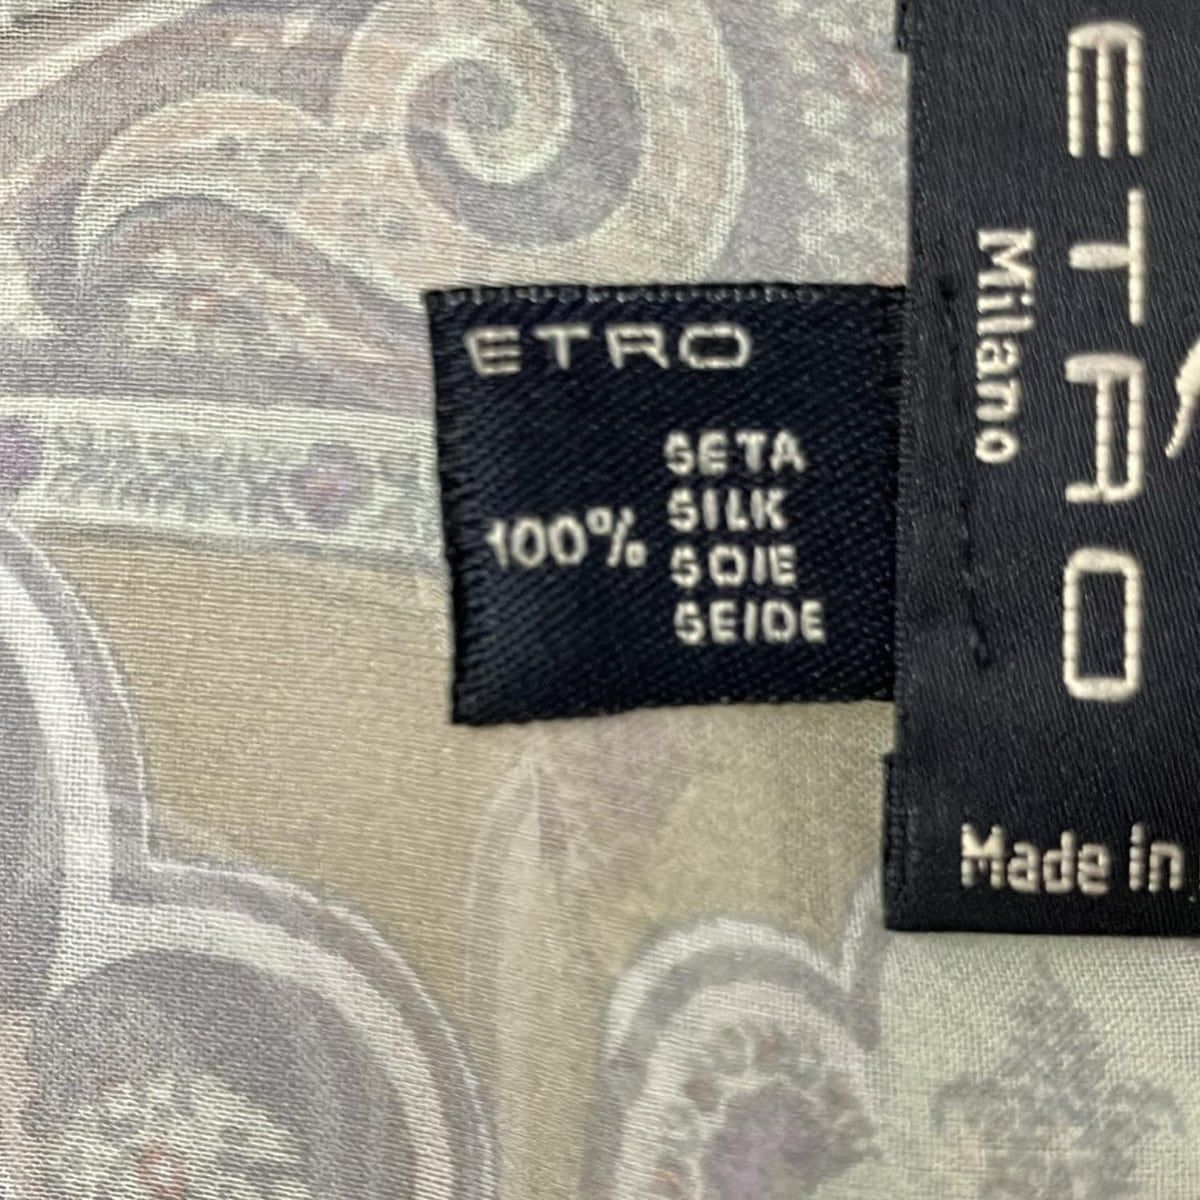 ETRO
100%
SETA
SILK
SOIE
SEIDE
ETRO
Milano
Made in